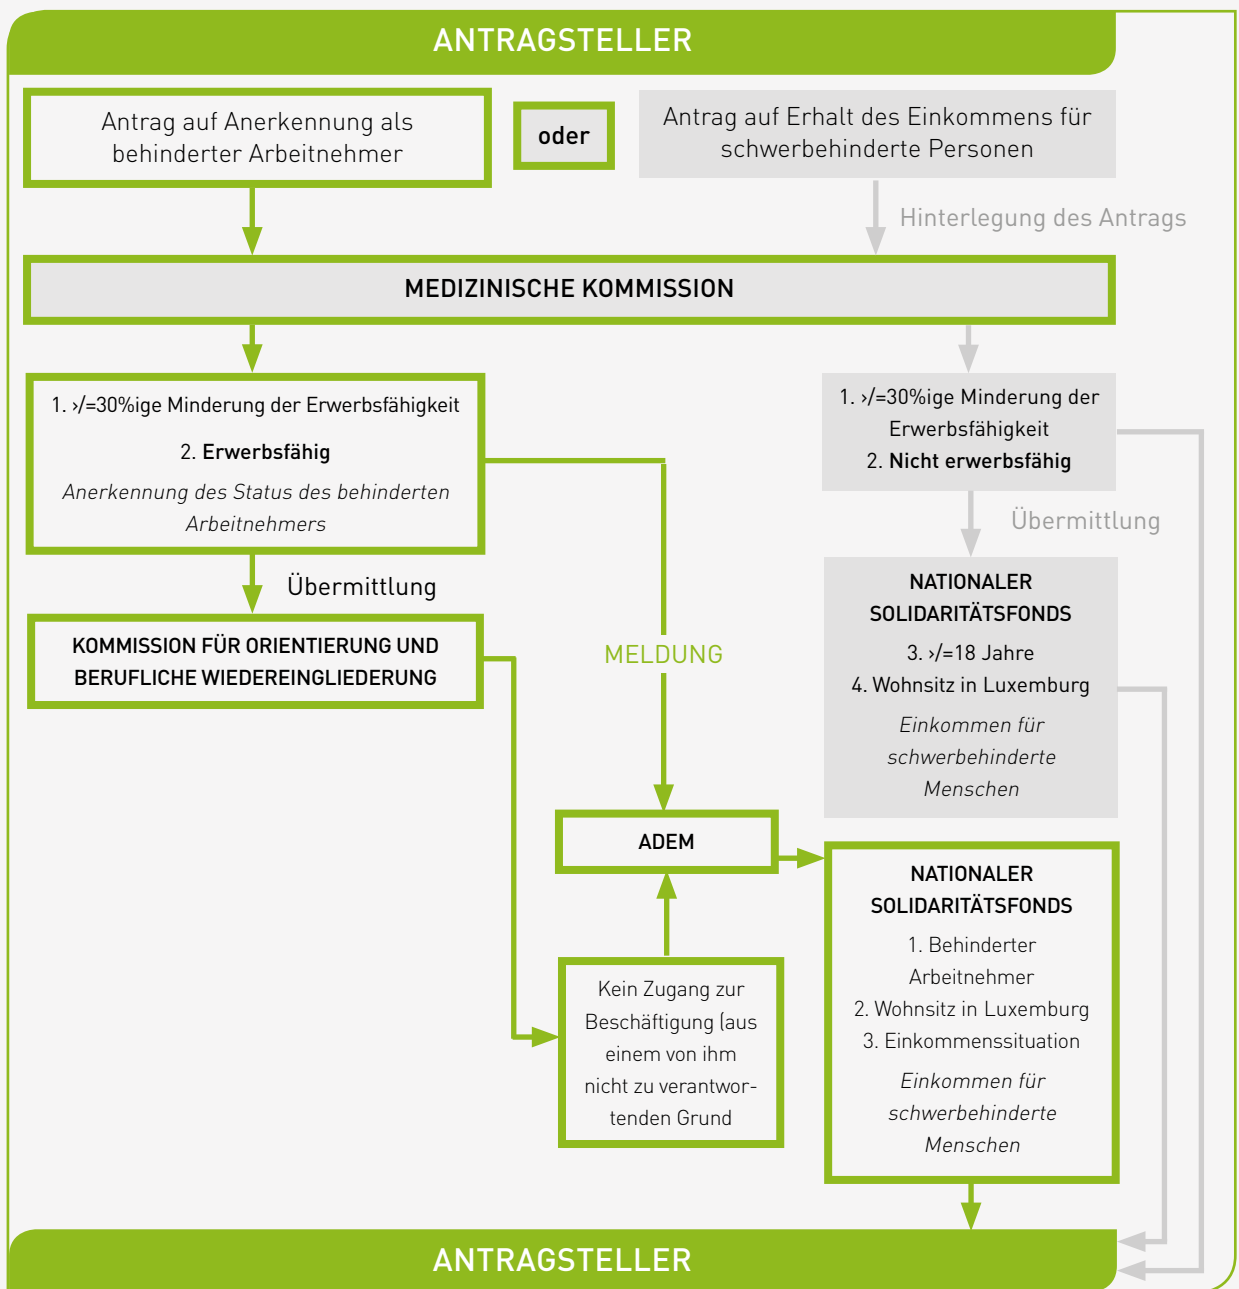 ANTRAGSTELLER
Antrag auf Anerkennung als
behinderter Arbeitnehmer
oder
Antrag auf Erhalt des Einkommens für
schwerbehinderte Personen
Hinterlegung des Antrags
MEDIZINISCHE KOMMISSION
1. ›/=30%ige Minderung der Erwerbsfähigkeit
2. Erwerbsfähig
Anerkennung des Status des behinderten
Arbeitnehmers
1. ›/=30%ige Minderung der
Erwerbsfähigkeit
2. Nicht erwerbsfähig
Übermittlung
Übermittlung
KOMMISSION FÜR ORIENTIERUNG UND
BERUFLICHE WIEDEREINGLIEDERUNG
MELDUNG
NATIONALER
SOLIDARITÄTSFONDS
3. ›/=18 Jahre
4. Wohnsitz in Luxemburg
Einkommen für
schwerbehinderte
Menschen
ADEM
Kein Zugang zur
Beschäftigung (aus
einem von ihm
nicht zu verantwor-
tenden Grund
NATIONALER
SOLIDARITÄTSFONDS
1. Behinderter
Arbeitnehmer
2. Wohnsitz in Luxemburg
3. Einkommenssituation
Einkommen für
schwerbehinderte
Menschen
ANTRAGSTELLER